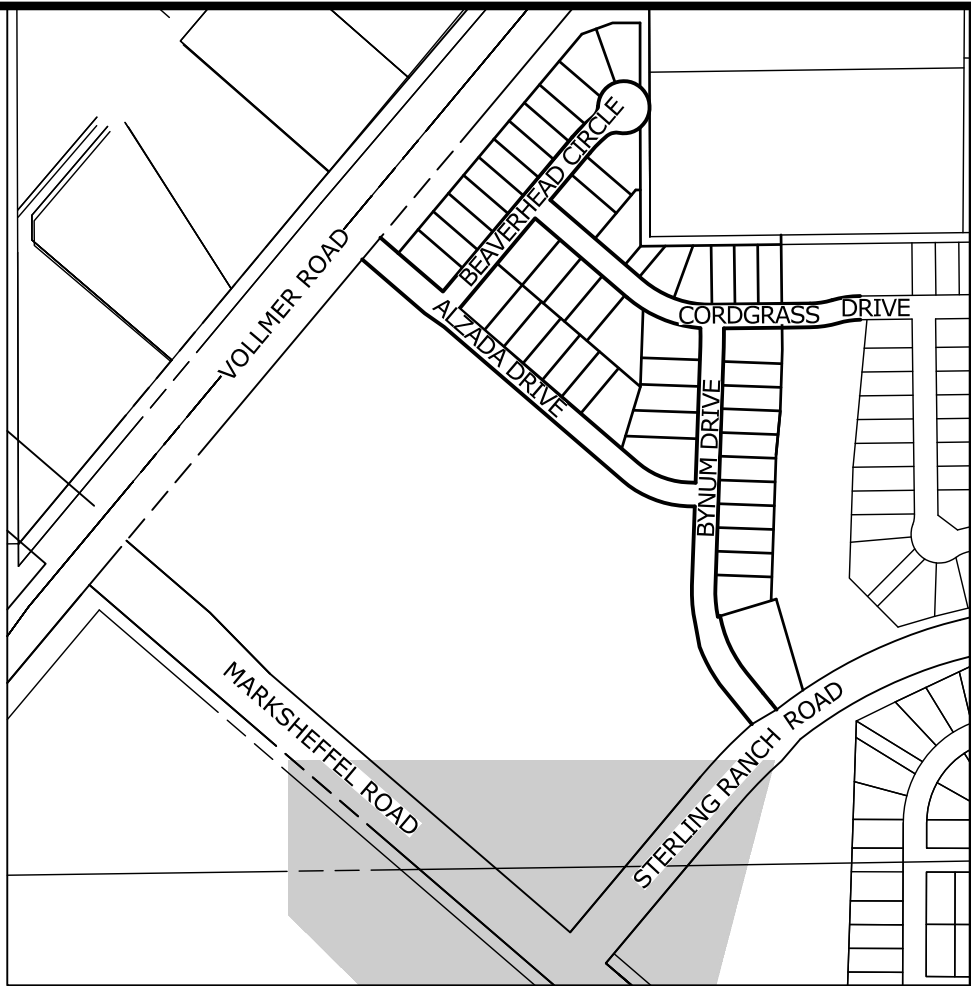 BEAVERHEAD CIRCLE
VOLLMER ROAD
CORDGRASS DRIVE
ALZADA DRIVE
BYNUM DRIVE
MARKSHEFFEL ROAD
STERLING RANCH ROAD